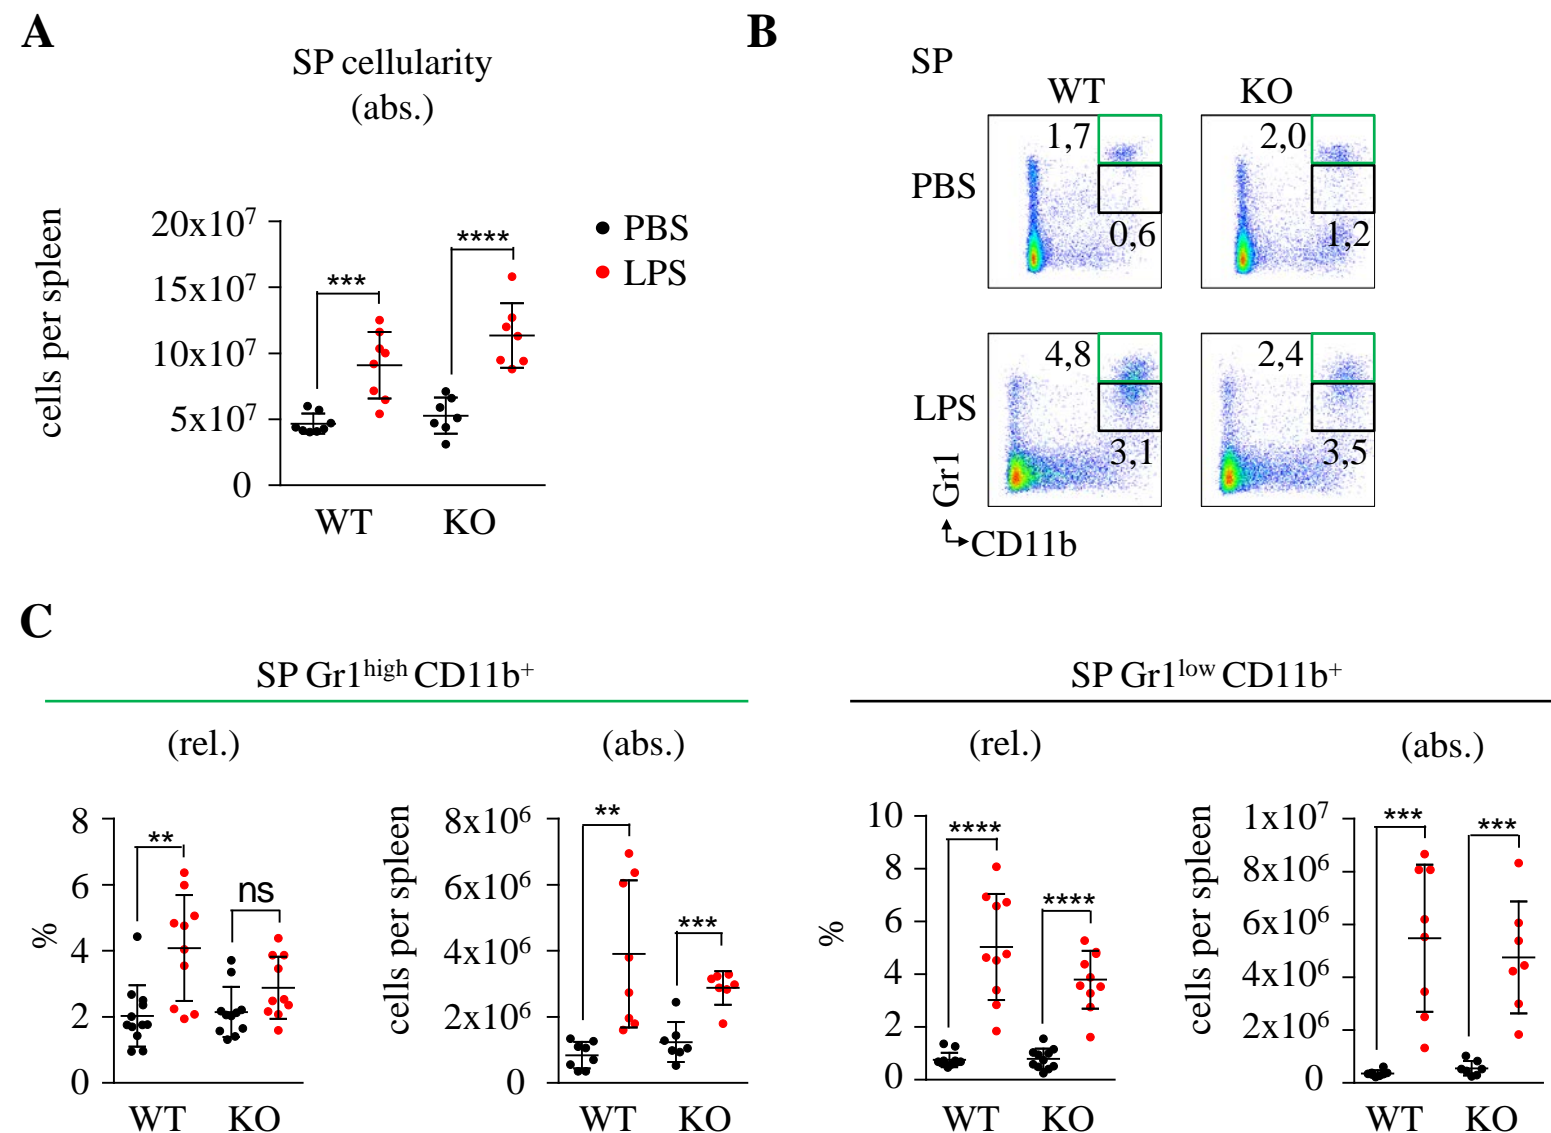 A
SP cellularity
(abs.)
cells per spleen
20x10⁷
15x10⁷
10x10⁷
5x10⁷
0
***
****
WT
KO
PBS
LPS
B
SP
WT
KO
PBS
1,7
0,6
2,0
1,2
LPS
4,8
3,1
2,4
3,5
Gr1
CD11b
C
SP Gr1ʰⁱᵍʰ CD11b⁺
(rel.)
%
8
6
4
2
0
**
ns
WT
KO
(abs.)
cells per spleen
8x10⁶
6x10⁶
4x10⁶
2x10⁶
0
**
***
WT
KO
SP Gr1ˡᵒʷ CD11b⁺
(rel.)
%
10
8
6
4
2
0
****
****
WT
KO
(abs.)
cells per spleen
1x10⁷
8x10⁶
6x10⁶
4x10⁶
2x10⁶
0
***
***
WT
KO